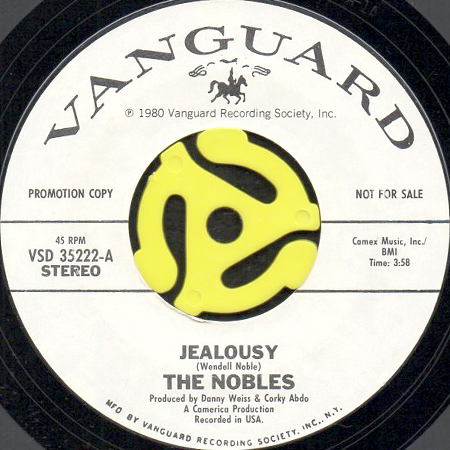 VANGUARD
℗ 1980 Vanguard Recording Society, Inc.
PROMOTION COPY
NOT FOR SALE
45 RPM
VSD 35222-A
STEREO
Camex Music, Inc./
BMI
Time: 3:58
JEALOUSY
(Wendell Noble)
THE NOBLES
Produced by Danny Weiss & Corky Abdo
A Camerica Production
Recorded in USA.
MFG BY VANGUARD RECORDING SOCIETY, INC., N.Y.